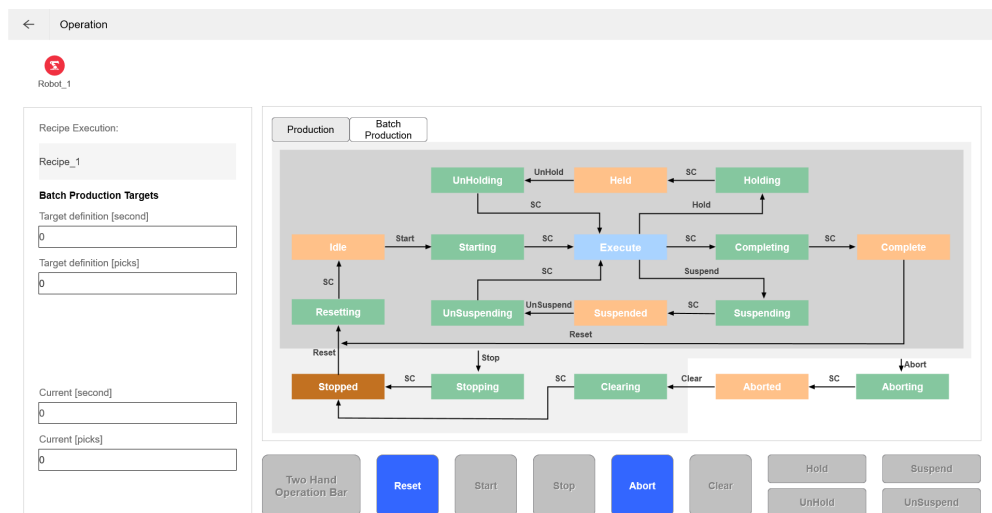 Operation
Robot_1
Recipe Execution:
Recipe_1
Batch Production Targets
Target definition [second]
0
Target definition [picks]
0
Current [second]
0
Current [picks]
0
Production
Batch
Production
UnHolding
UnHold
Held
SC
Holding
SC
Hold
Idle
Start
Starting
SC
Execute
SC
Completing
SC
Complete
SC
SC
Suspend
Resetting
UnSuspending
UnSuspend
Suspended
SC
Suspending
Reset
Reset
Stop
Abort
Stopped
SC
Stopping
SC
Clearing
Clear
Aborted
SC
Aborting
Two Hand
Operation Bar
Reset
Start
Stop
Abort
Clear
Hold
Suspend
UnHold
UnSuspend